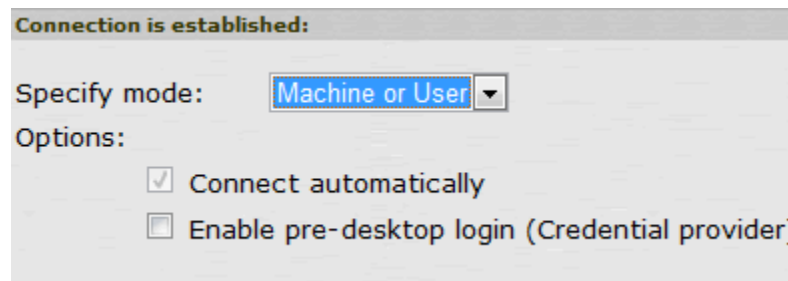 Connection is established:
Specify mode: Machine or User
Options:
Connect automatically
Enable pre-desktop login (Credential provider)